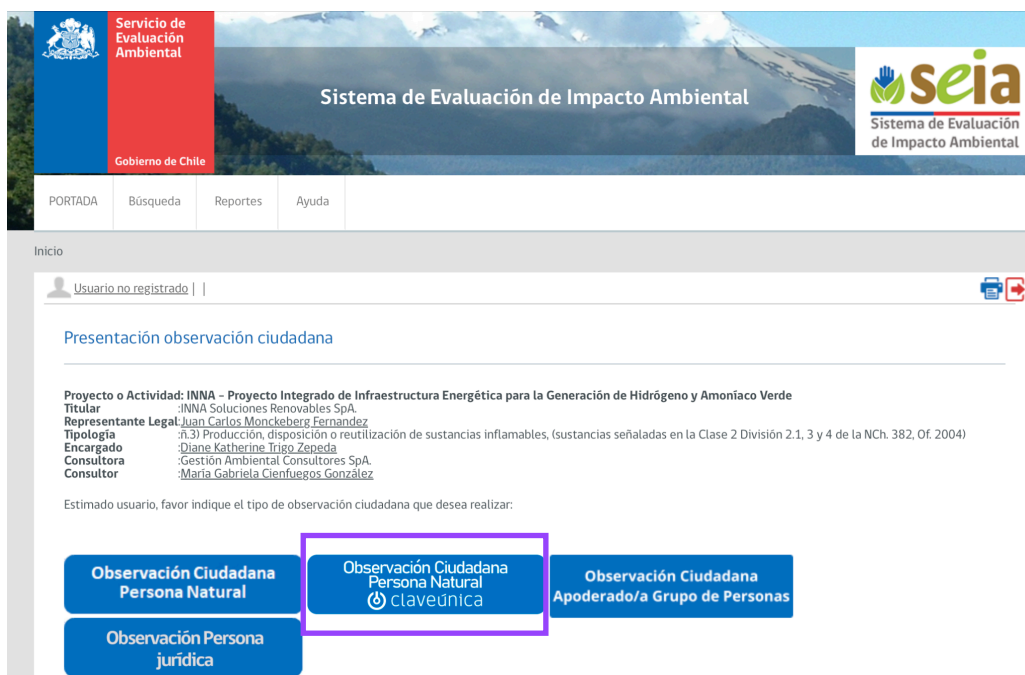 Servicio de
Evaluación
Ambiental
Gobierno de Chile
Sistema de Evaluación de Impacto Ambiental
seia
Sistema de Evaluación
de Impacto Ambiental
PORTADA Búsqueda Reportes Ayuda
Inicio
Usuario no registrado | |
Presentación observación ciudadana
Proyecto o Actividad: INNA – Proyecto Integrado de Infraestructura Energética para la Generación de Hidrógeno y Amoníaco Verde
Titular :INNA Soluciones Renovables SpA.
Representante Legal:Juan Carlos Monckeberg Fernandez
Tipología :ñ.3) Producción, disposición o reutilización de sustancias inflamables, (sustancias señaladas en la Clase 2 División 2.1, 3 y 4 de la NCh. 382, Of. 2004)
Encargado :Diane Katherine Trigo Zepeda
Consultora :Gestión Ambiental Consultores SpA.
Consultor :María Gabriela Cienfuegos González
Estimado usuario, favor indique el tipo de observación ciudadana que desea realizar:
Observación Ciudadana
Persona Natural
Observación Ciudadana
Persona Natural
claveúnica
Observación Ciudadana
Apoderado/a Grupo de Personas
Observación Persona
jurídica